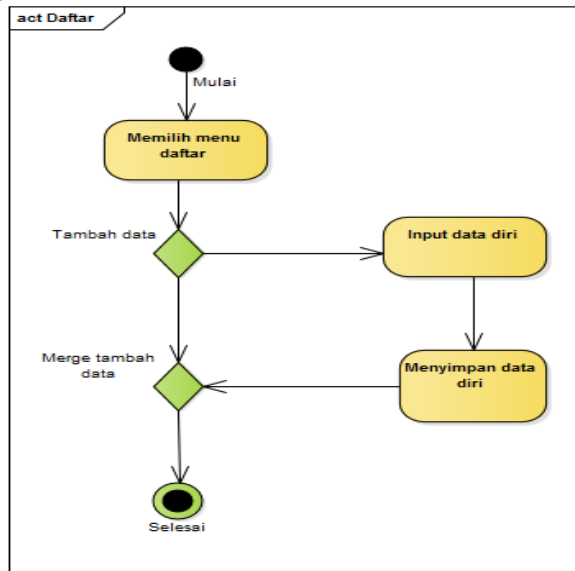 act Daftar
Mulai
Memilih menu
daftar
Tambah data
Input data diri
Merge tambah
data
Menyimpan data
diri
Selesai